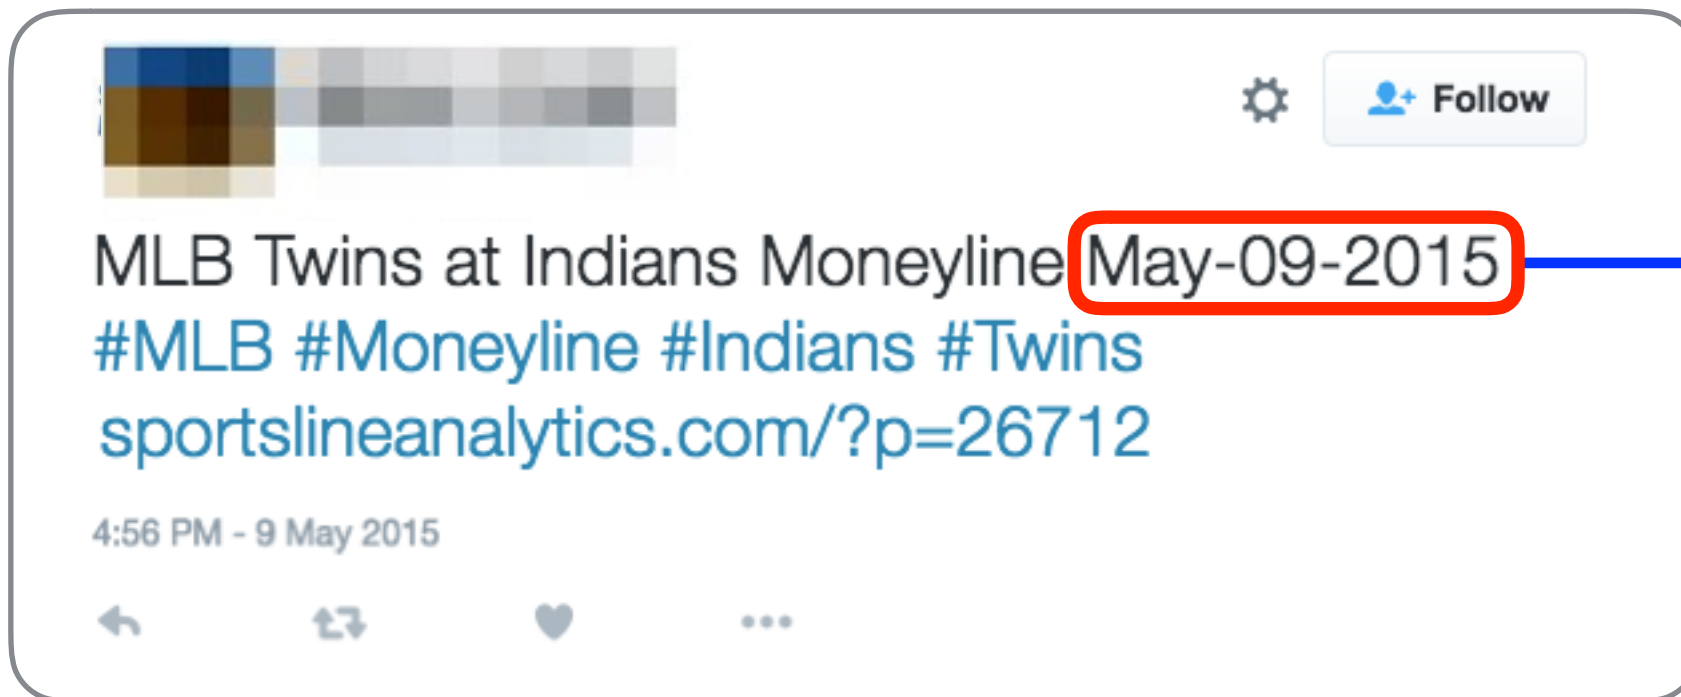 Follow
MLB Twins at Indians Moneyline May-09-2015
#MLB #Moneyline #Indians #Twins
sportslineanalytics.com/?p=26712
4:56 PM - 9 May 2015